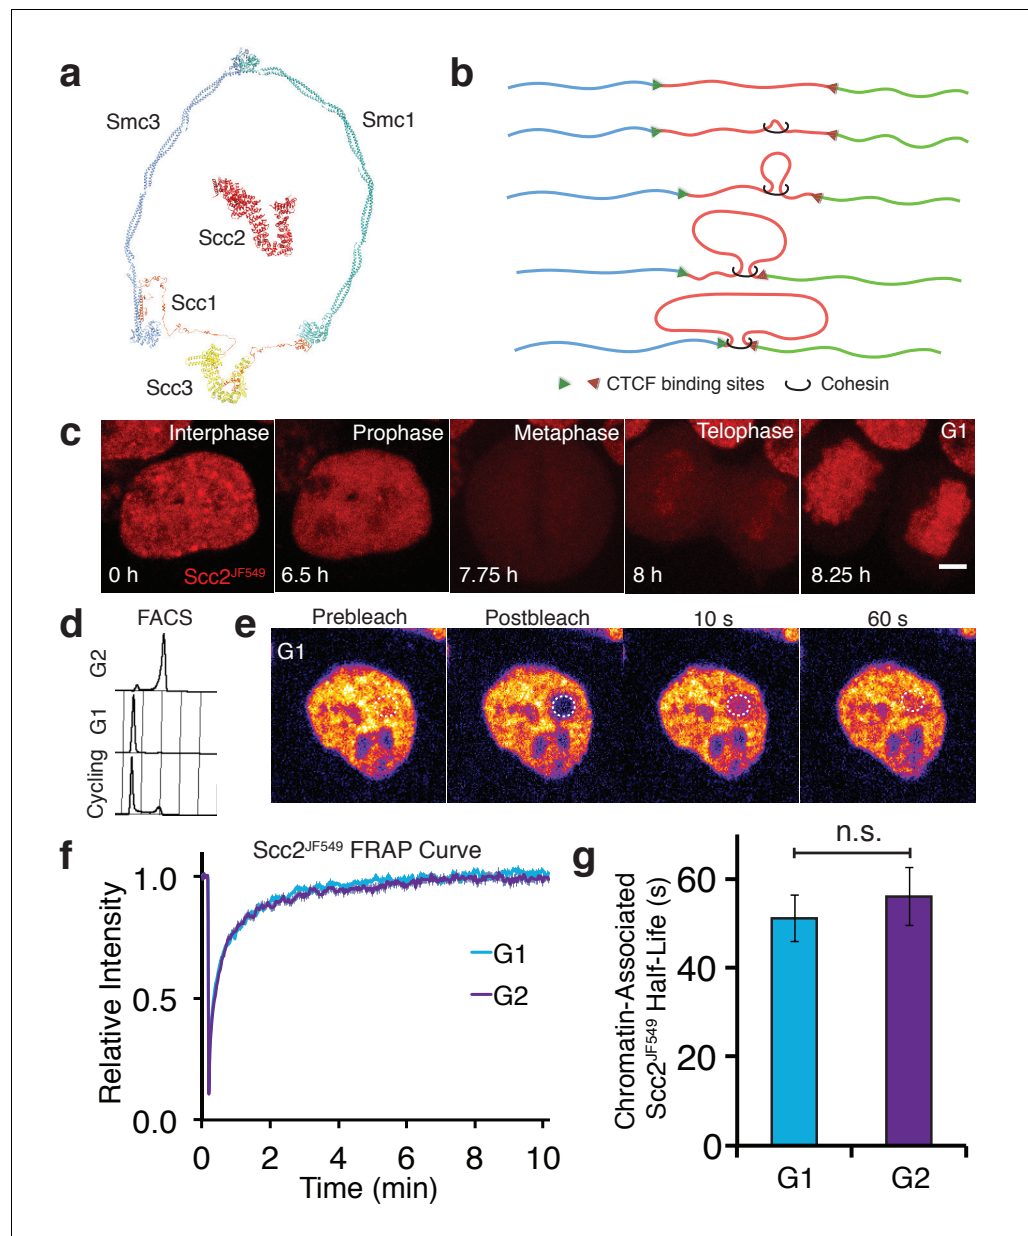 a
Smc3
Smc1
Scc2
Scc1
Scc3
b
CTCF binding sites
Cohesin
c
Interphase
Prophase
Metaphase
Telophase
G1
0 h
Scc2JF549
6.5 h
7.75 h
8 h
8.25 h
d
FACS
G2
G1
Cycling
e
Prebleach
Postbleach
10 s
60 s
G1
f
Scc2JF549 FRAP Curve
Relative Intensity
1.0
0.5
1.0
0.0
G1
G2
0 2 4 6 8 10
Time (min)
g
n.s.
Chromatin-Associated
Scc2JF549 Half-Life (s)
60
40
20
0
G1
G2